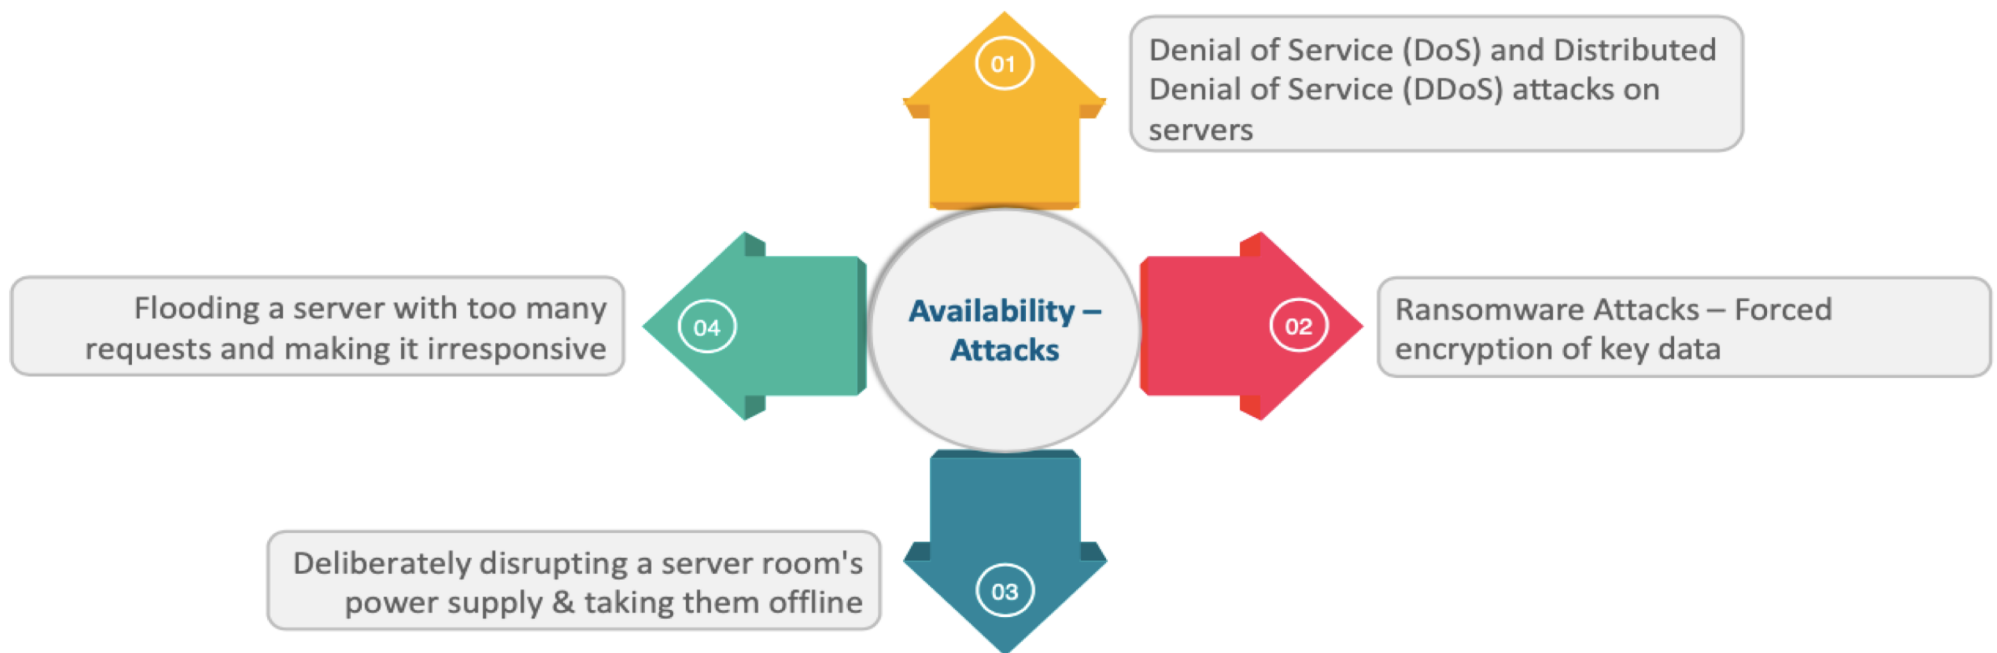 01
Denial of Service (DoS) and Distributed
Denial of Service (DDoS) attacks on
servers
Availability –
Attacks
02
Ransomware Attacks – Forced
encryption of key data
03
Deliberately disrupting a server room's
power supply & taking them offline
04
Flooding a server with too many
requests and making it irresponsive